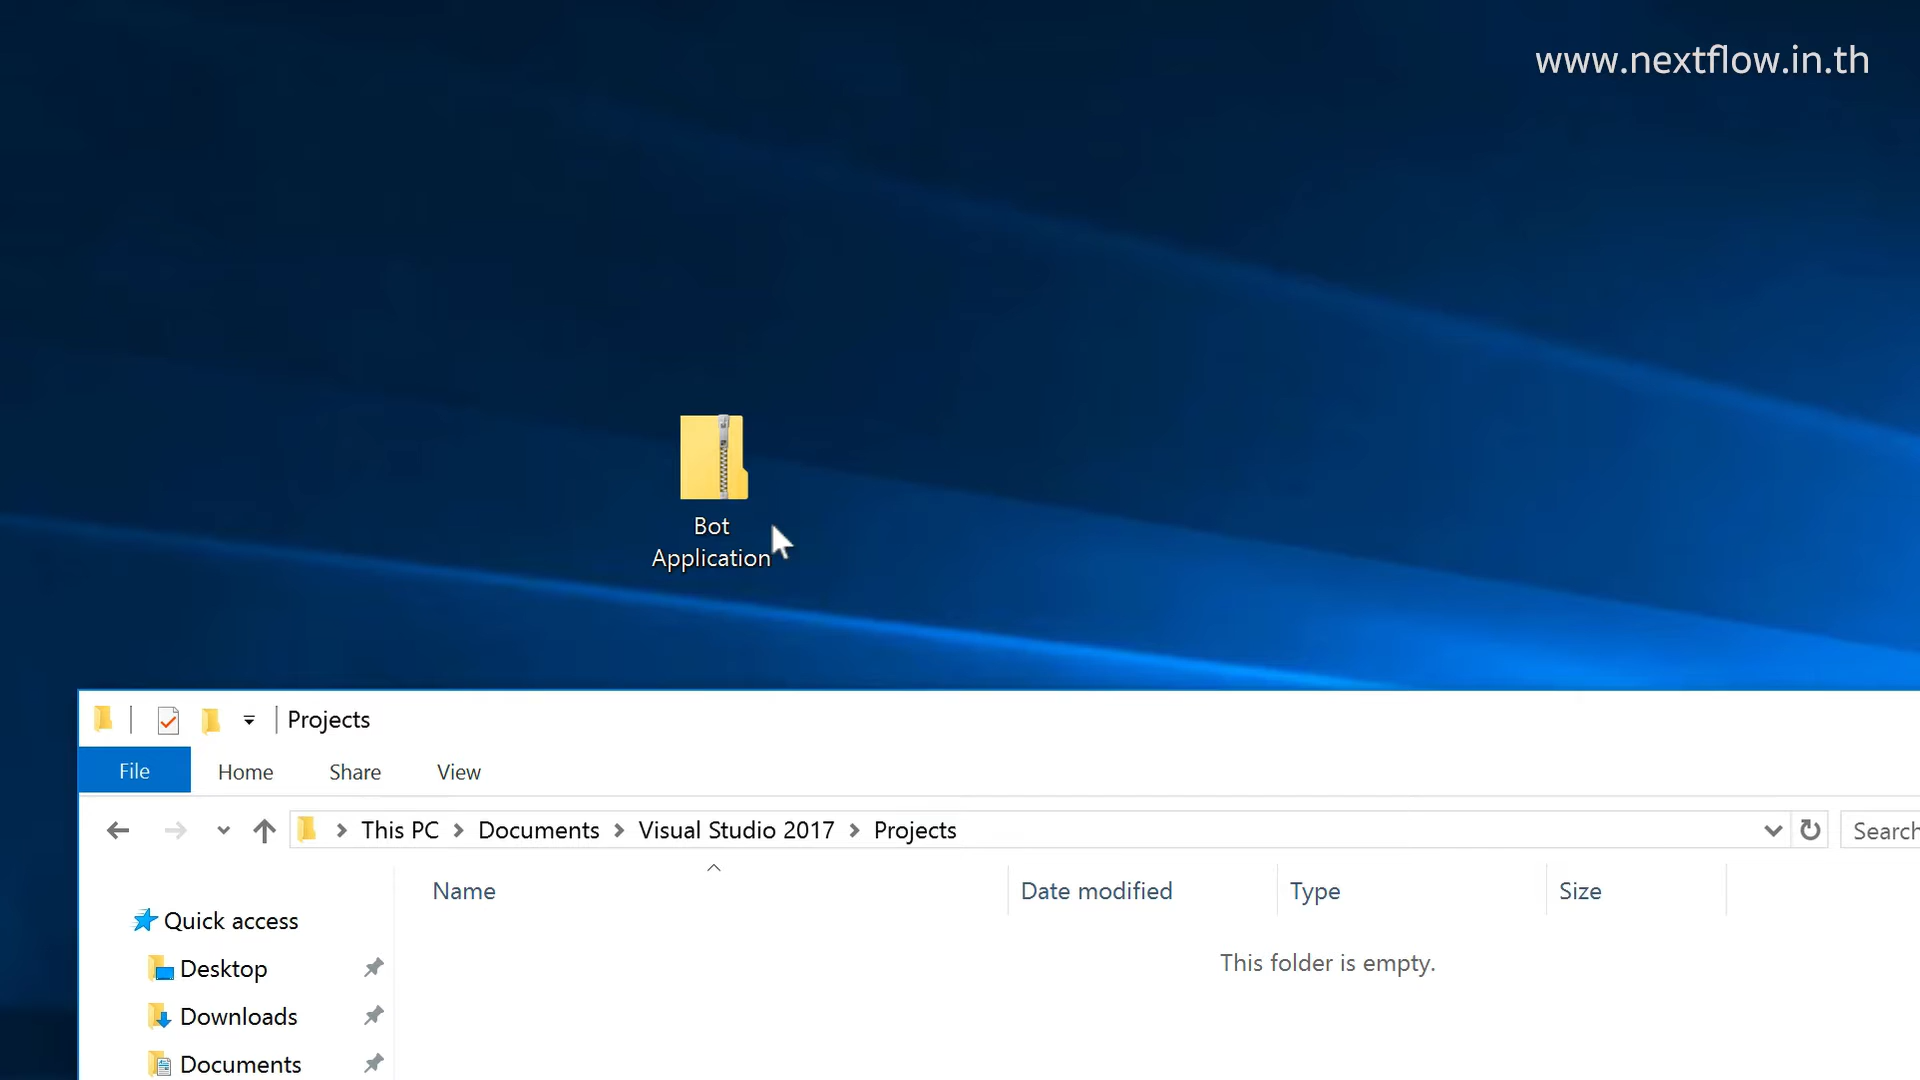 www.nextflow.in.th
Bot
Application
Projects
File Home Share View
This PC Documents Visual Studio 2017 Projects
Search
Name Date modified Type Size
Quick access
This folder is empty.
Desktop
Downloads
Documents